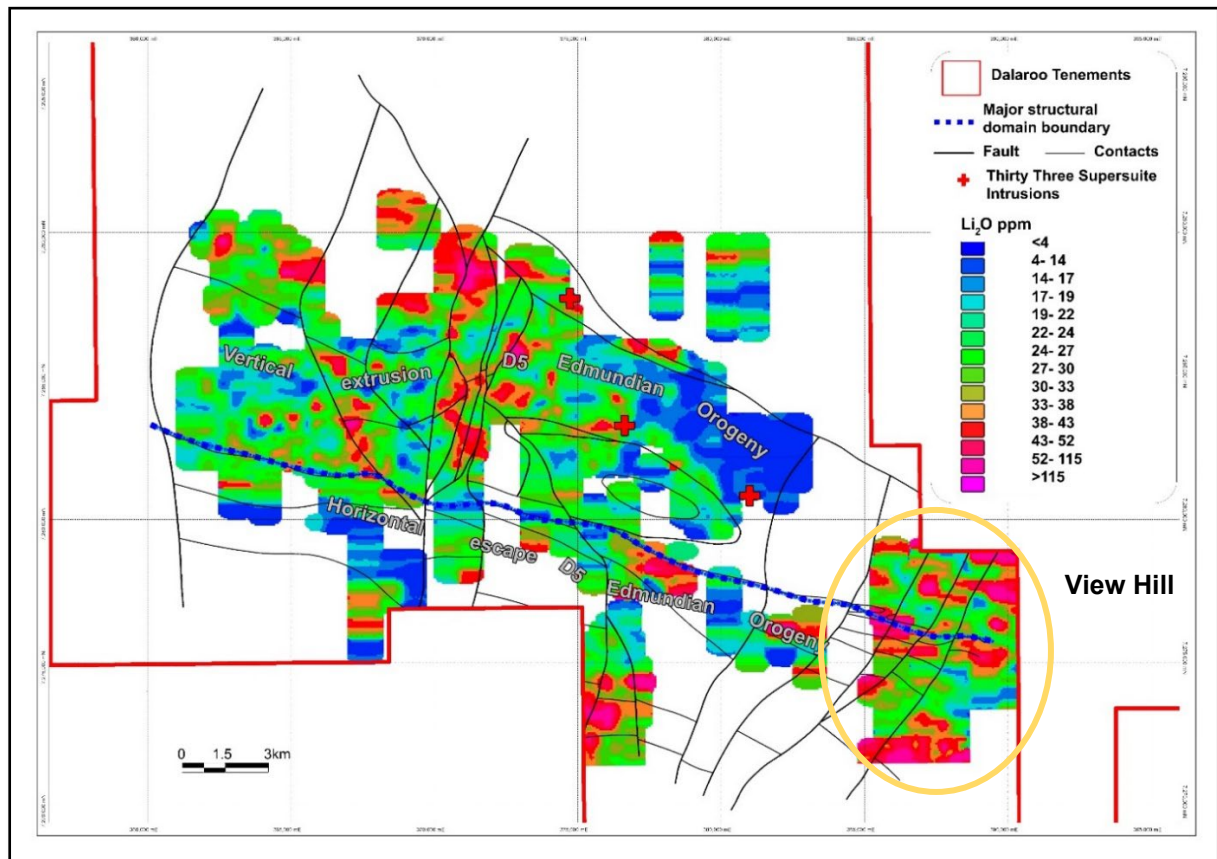 Dalaroo Tenements
Major structural
domain boundary
Fault
Contacts
Thirty Three Supersuite
Intrusions
Li₂O ppm
<4
4- 14
14- 17
17- 19
19- 22
22- 24
24- 27
27- 30
30- 33
33- 38
38- 43
43- 52
52- 115
>115
Vertical extrusion D5 Edmundian Orogeny
Horizontal escape D5 Edmundian Orogeny
View Hill
0 1.5 3km